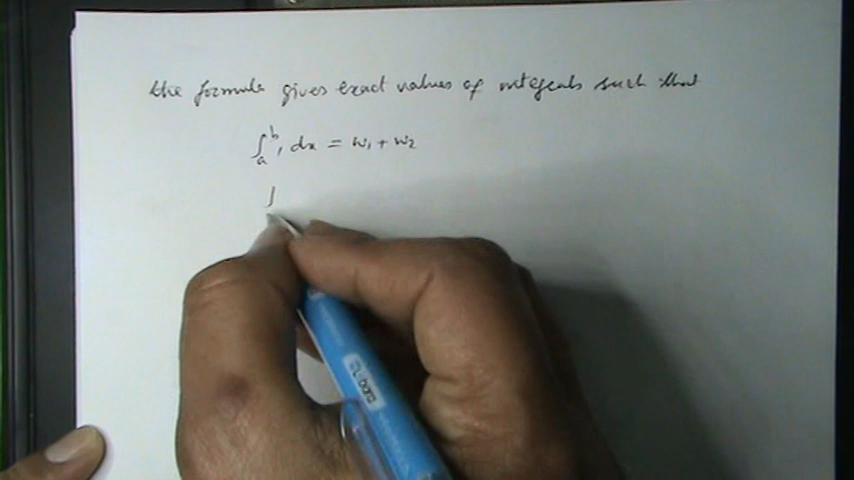 the formula gives exact values of integrals such that
∫_a^b 1 dx = w₁ + w₂
∫